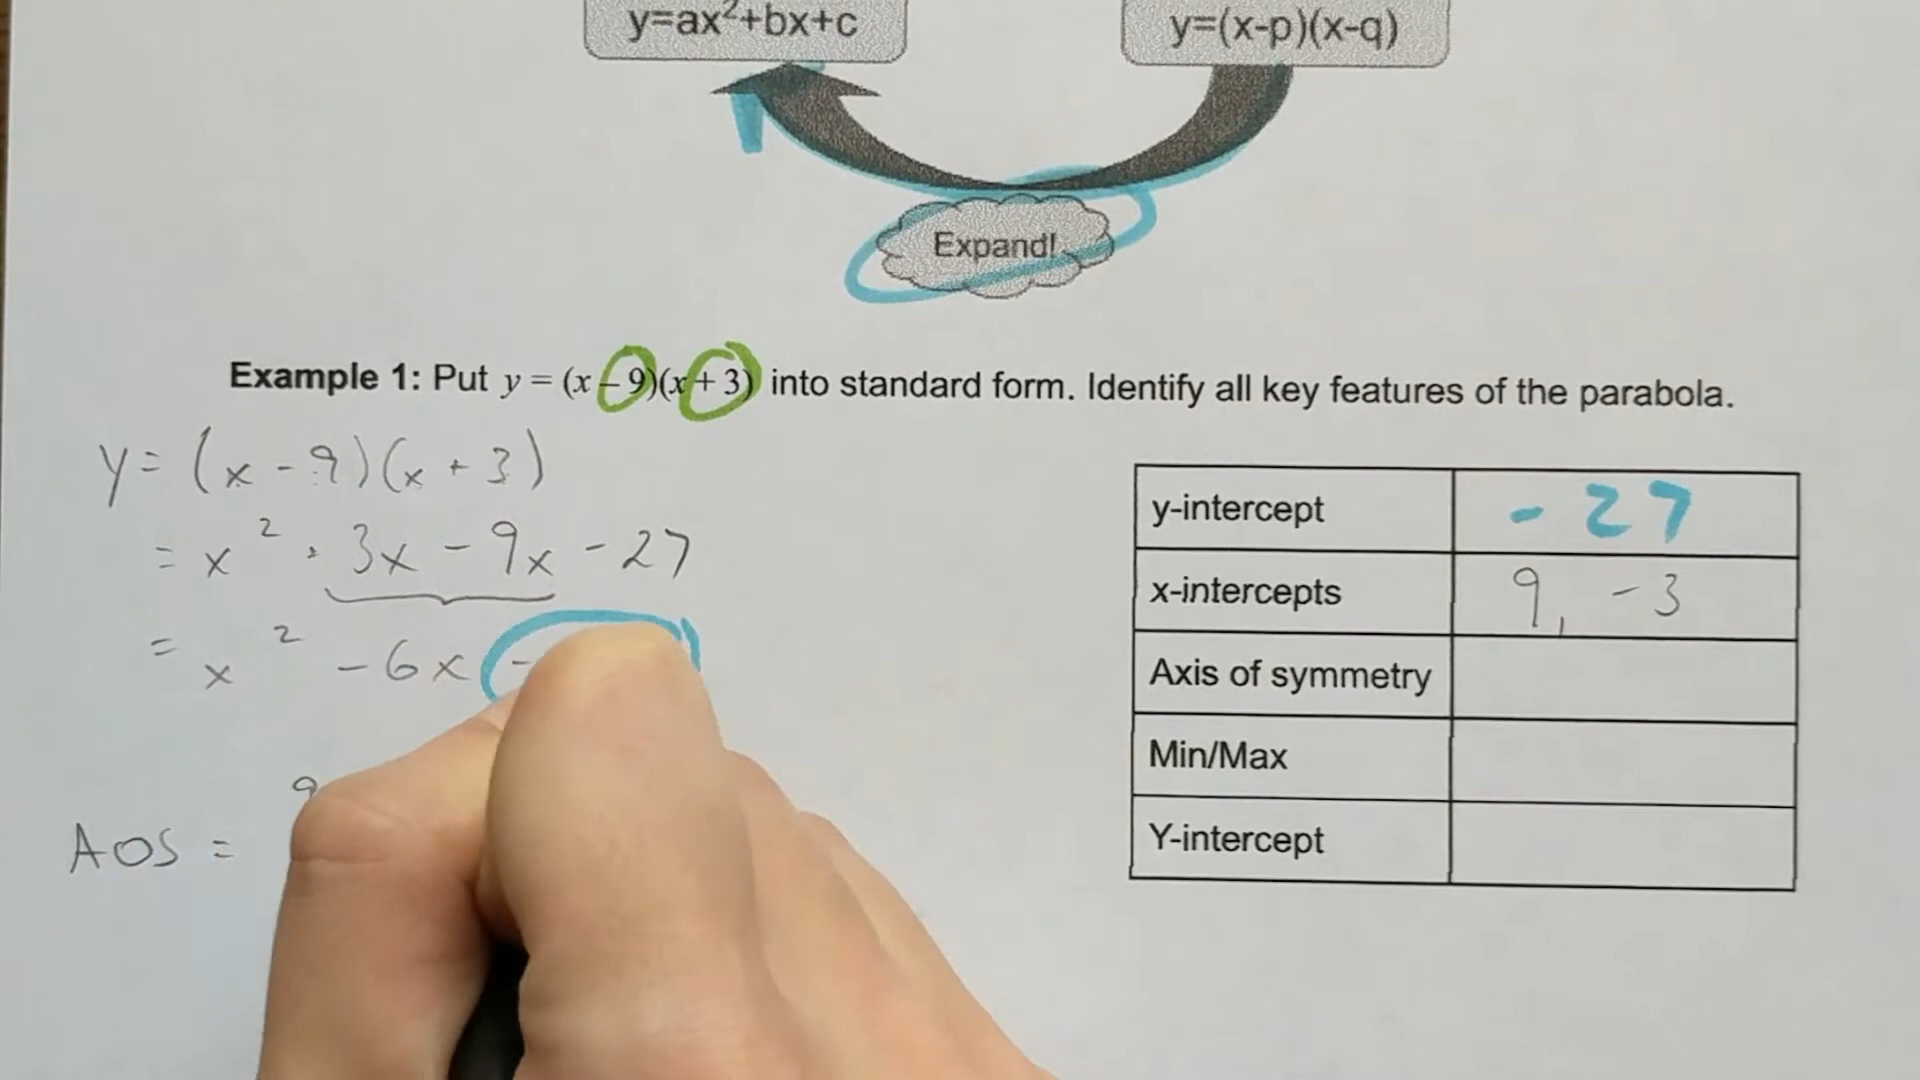 y=ax²+bx+c
y=(x-p)(x-q)
Expand!
Example 1: Put y = (x – 9)(x + 3) into standard form. Identify all key features of the parabola.
y = (x - 9)(x + 3)
= x² + 3x - 9x - 27
= x² - 6x -
9
AOS =
y-intercept - 27
x-intercepts 9, -3
Axis of symmetry
Min/Max
Y-intercept